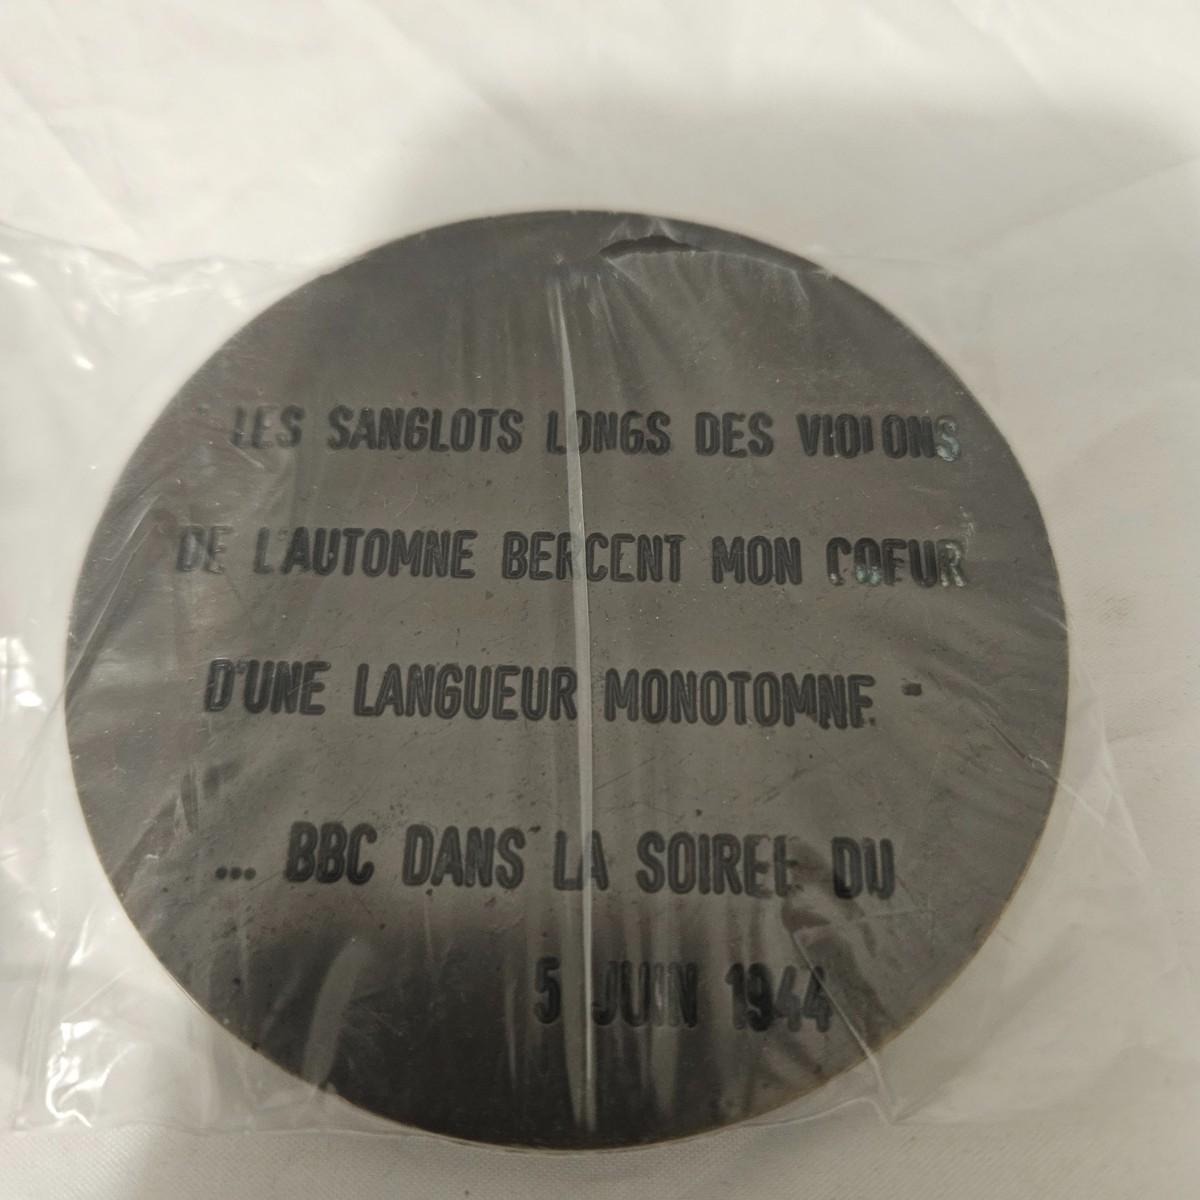 LES SANGLOTS LONGS DES VIOLONS
DE L'AUTOMNE BERCENT MON COEUR
D'UNE LANGUEUR MONOTOMNE "
... BBC DANS LA SOIREE DU
5 JUIN 1944